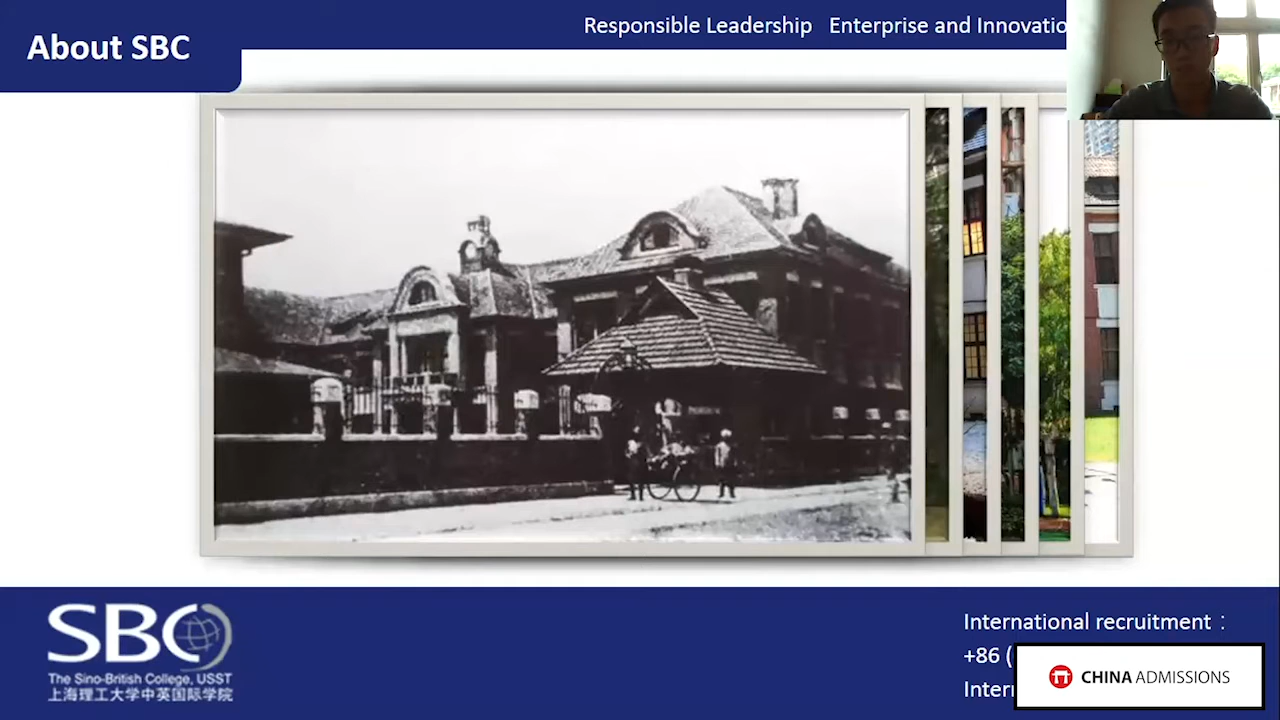 About SBC
Responsible Leadership Enterprise and Innovatio
SBC
The Sino-British College, USST
上海理工大学中英国际学院
International recruitment：
+86 (
Inter
CHINA ADMISSIONS